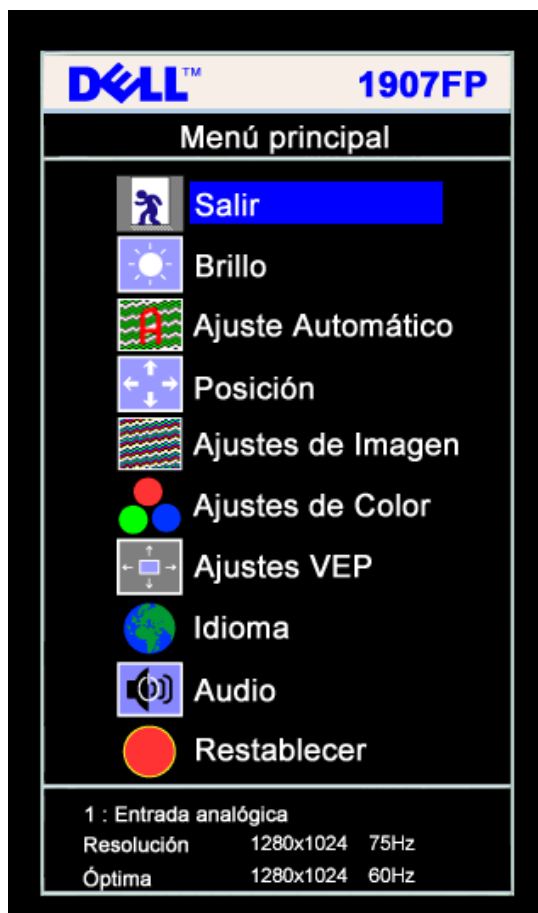 DELL™ 1907FP
Menú principal
Salir
Brillo
Ajuste Automático
Posición
Ajustes de Imagen
Ajustes de Color
Ajustes VEP
Idioma
Audio
Restablecer
1 : Entrada analógica
Resolución 1280x1024 75Hz
Óptima 1280x1024 60Hz